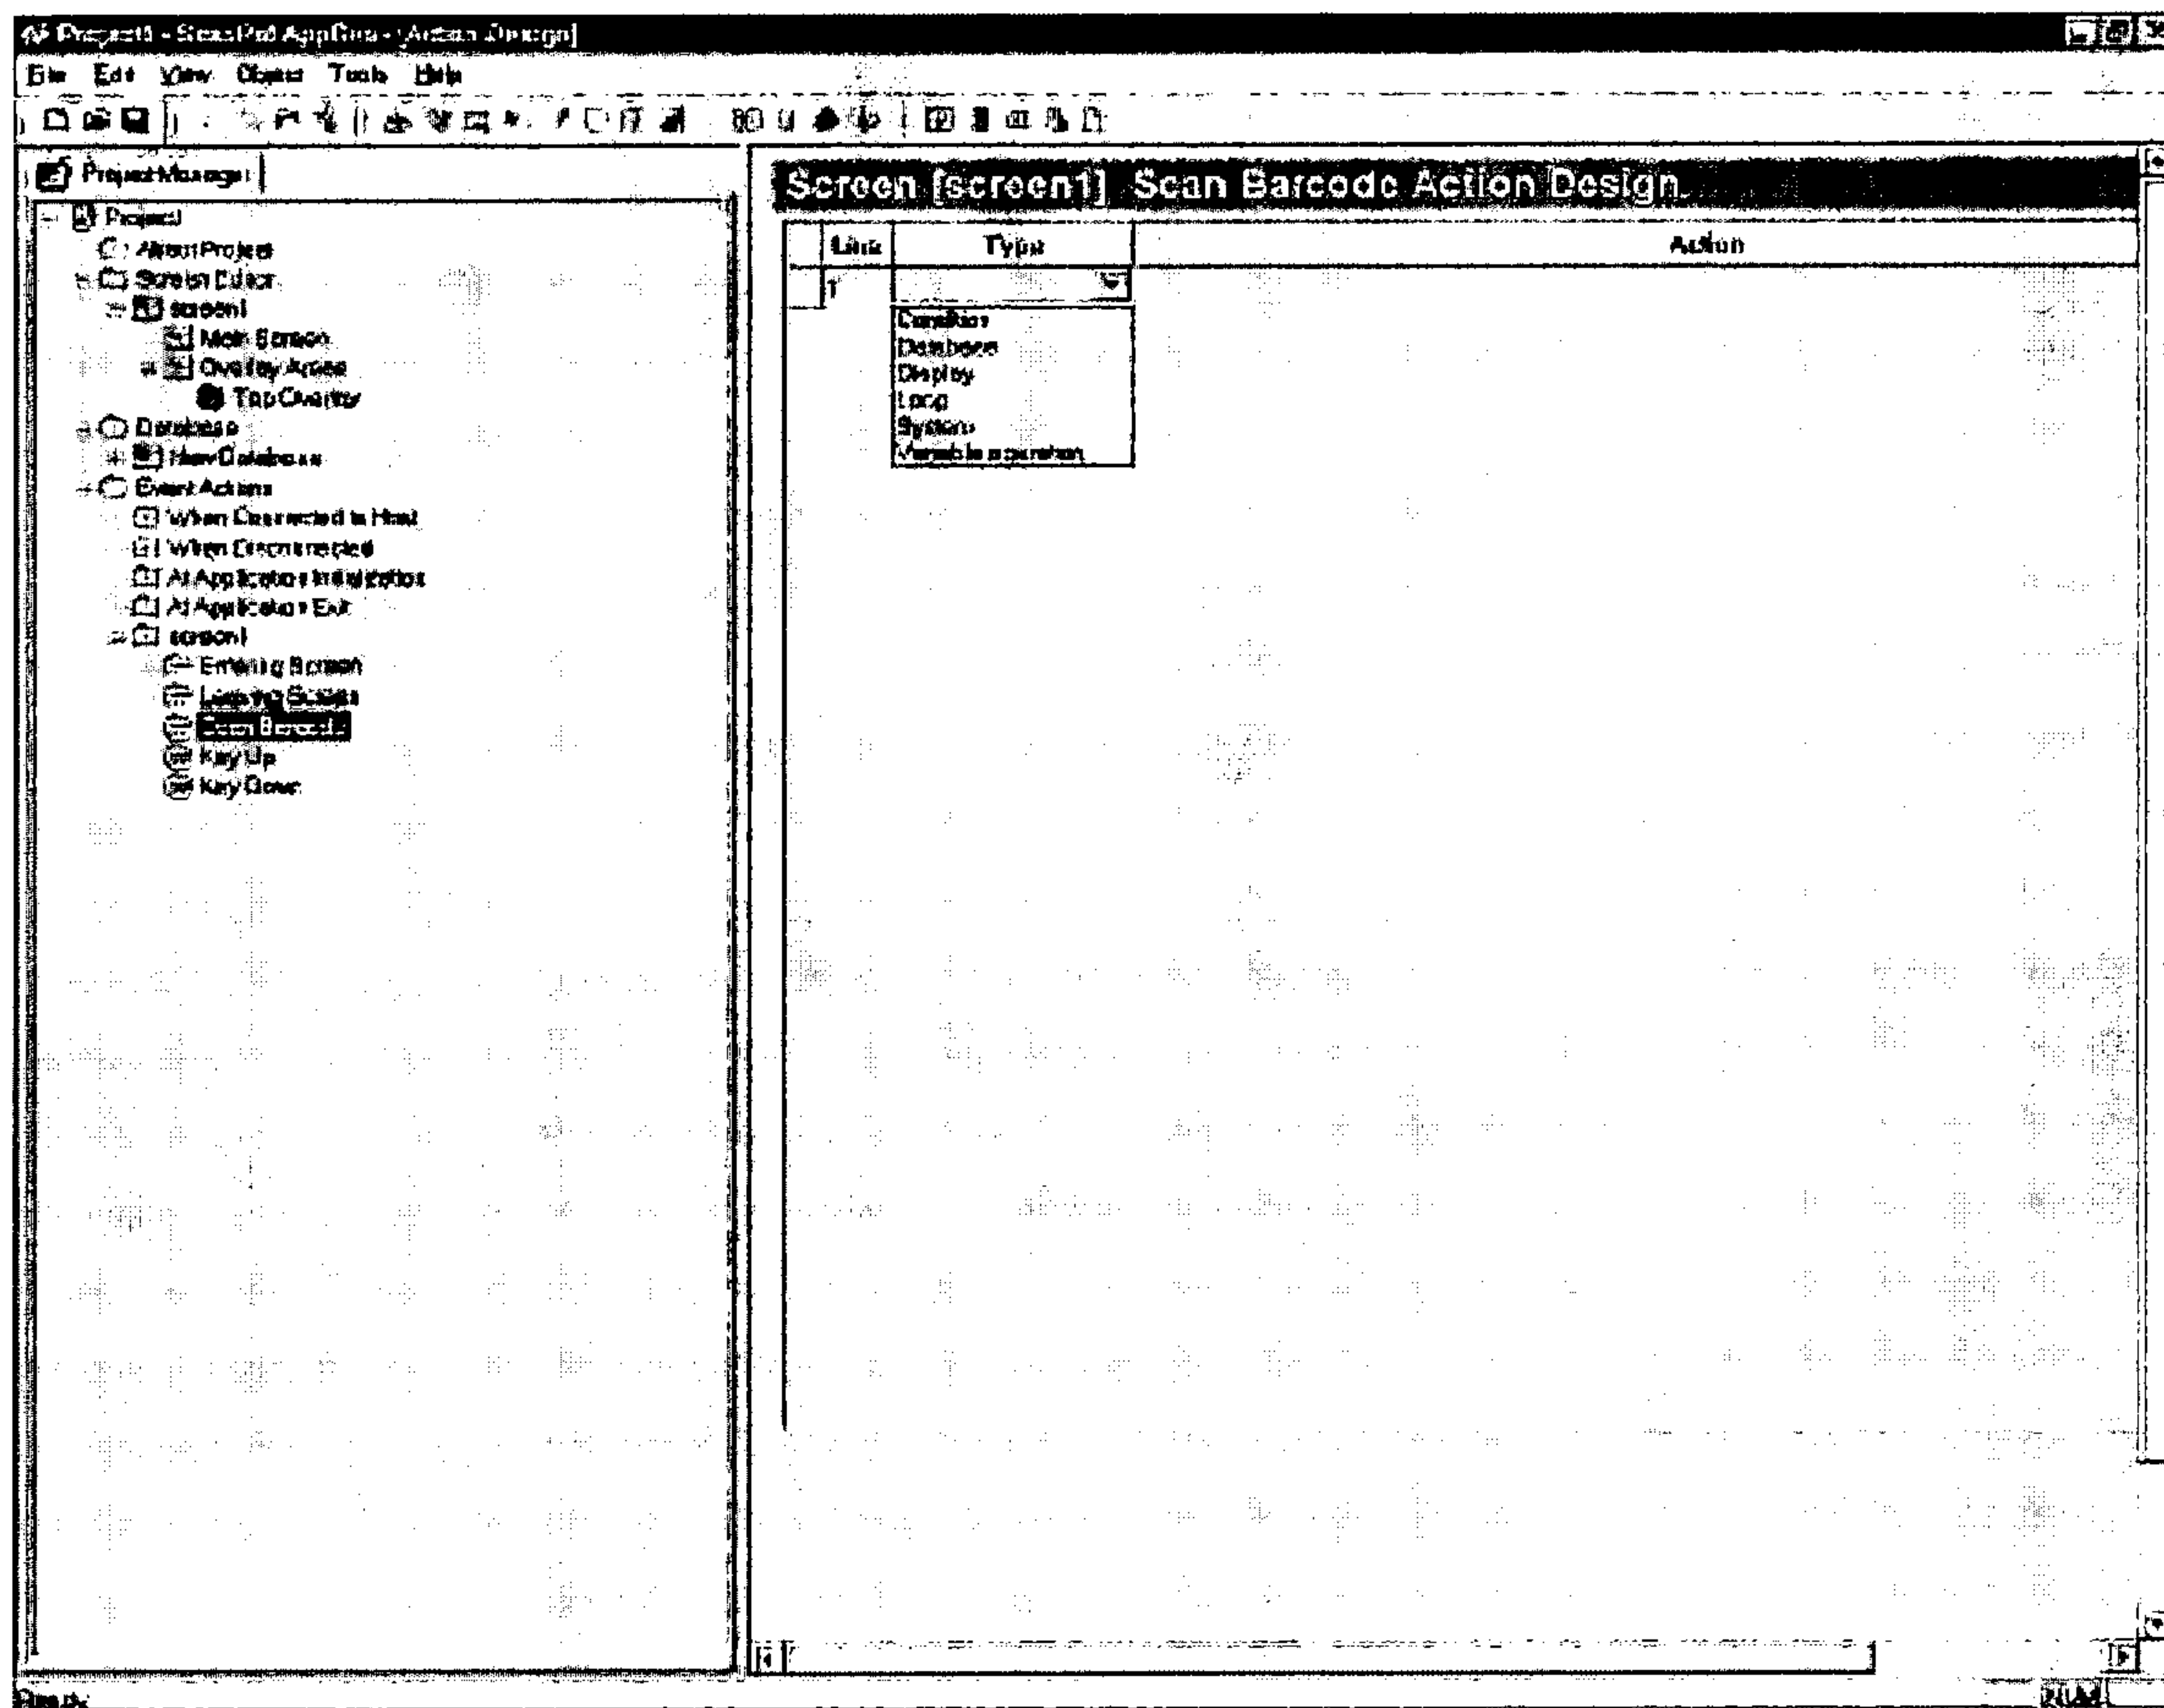 File Edit View Object Tools Help
Project Manager
Screen [screen1] Scan Barcode Action Design
Project
About Project
Screen Editor
screen1
Main Screen
Overlay Areas
Top Overlay
Database
New Database
Event Actions
When Connected to Host
When Disconnected
At Application Initialization
At Application Exit
screen1
Entering Screen
Leaving Screen
Scan Barcode
Key Up
Key Down
Line Type Action
1
Condition
Database
Display
Loop
System
Variable operation
Ready
NUM